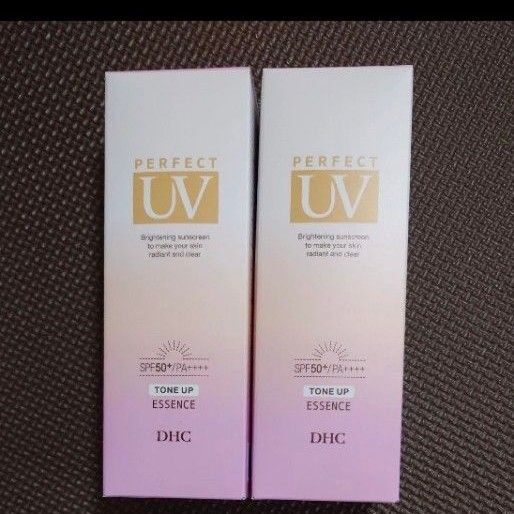 PERFECT
UV
Brightening sunscreen
to make your skin
radiant and clear
SPF50+/PA++++
TONE UP
ESSENCE
DHC
PERFECT
UV
Brightening sunscreen
to make your skin
radiant and clear
SPF50+/PA++++
TONE UP
ESSENCE
DHC